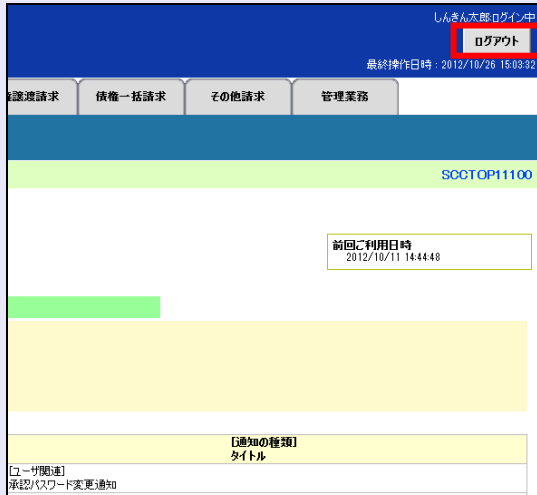 しんきん太郎:ログイン中
ログアウト
最終操作日時:2012/10/26 15:03:32
譲渡請求 債権一括請求 その他請求 管理業務
SCCTOP11100
前回ご利用日時
2012/10/11 14:44:48
[通知の種類]
タイトル
[ユーザ関連]
承認パスワード変更通知